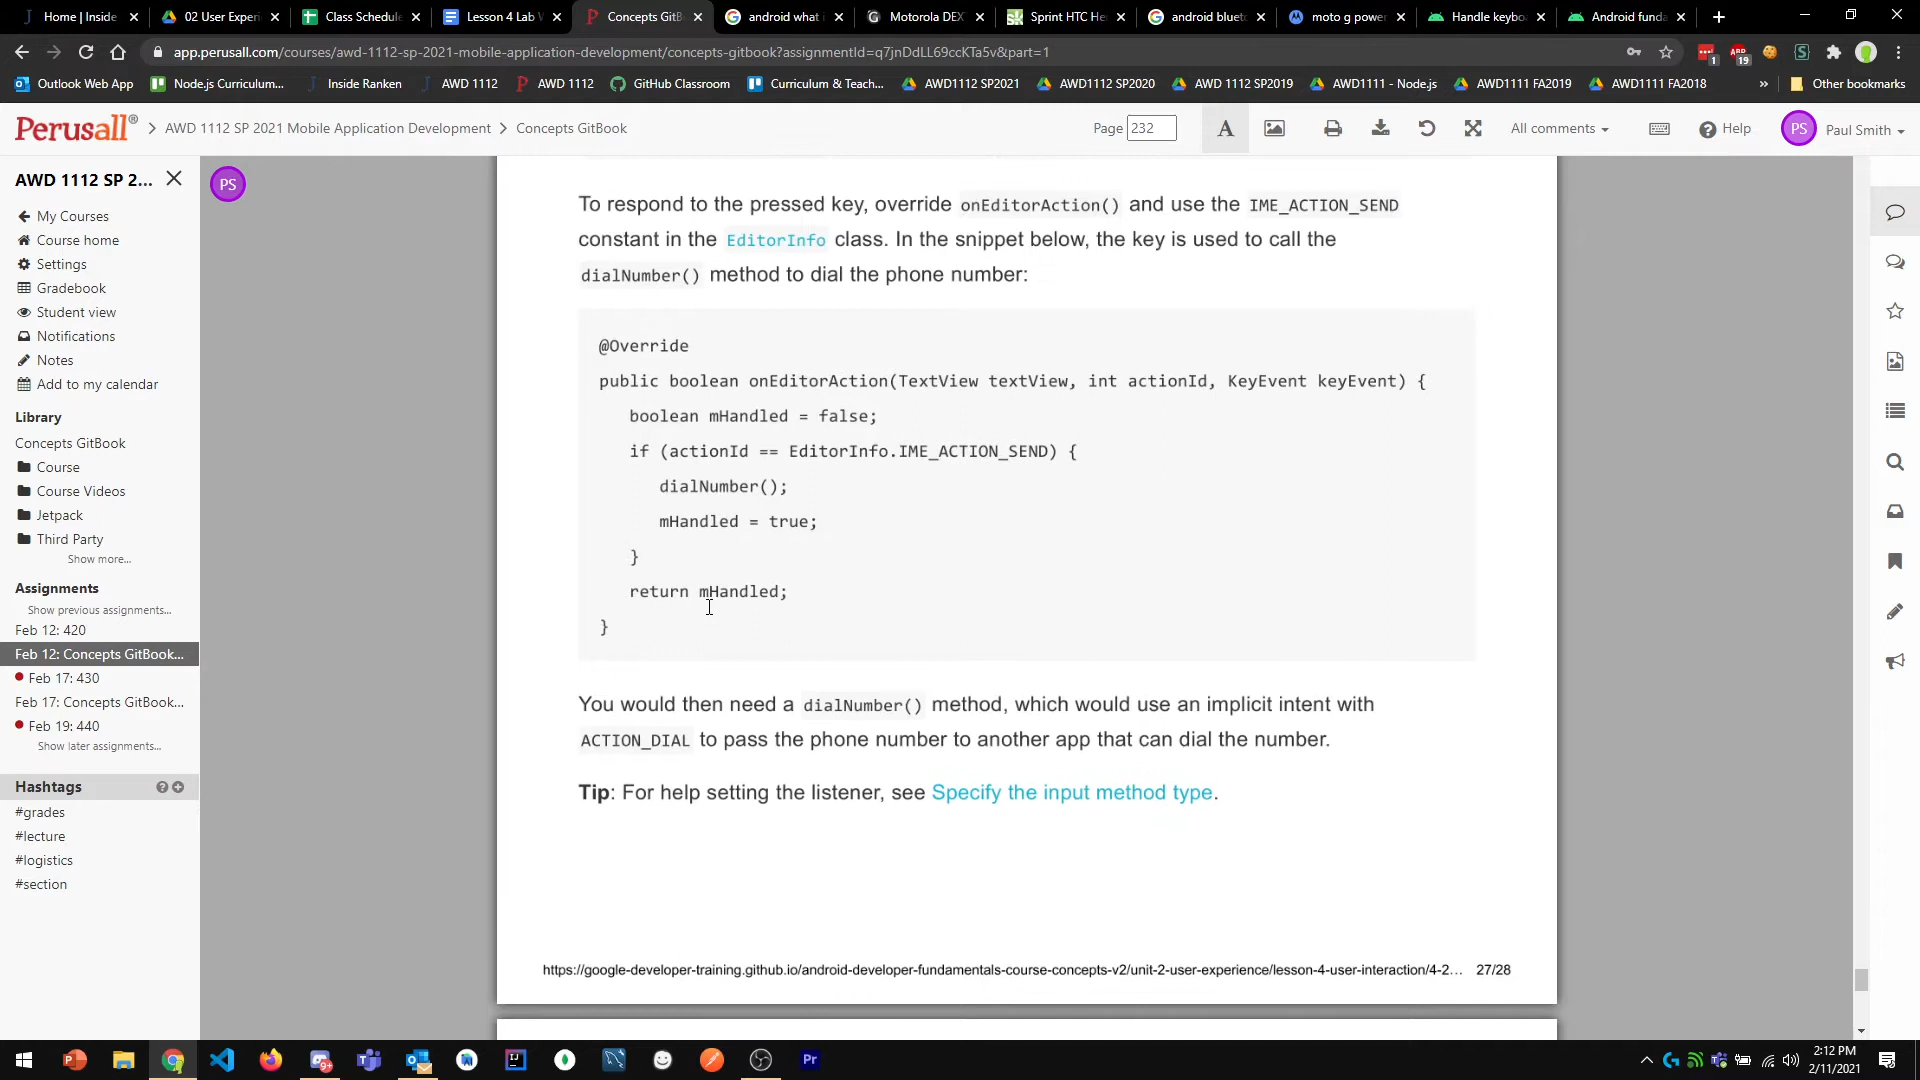 Home | Inside
02 User Experi
Class Schedule
Lesson 4 Lab W
Concepts GitB
android what i
Motorola DEXT
Sprint HTC He
android blueto
moto g power
Handle keyboa
Android funda
app.perusall.com/courses/awd-1112-sp-2021-mobile-application-development/concepts-gitbook?assignmentId=q7jnDdLL69ccKTa5v&part=1
1
19
Outlook Web App
Node.js Curriculum...
Inside Ranken
AWD 1112
AWD 1112
GitHub Classroom
Curriculum & Teach...
AWD1112 SP2021
AWD1112 SP2020
AWD1112 SP2019
AWD1111 - Node.js
AWD1111 FA2019
AWD1111 FA2018
»
Other bookmarks
Perusall®
AWD 1112 SP 2021 Mobile Application Development
Concepts GitBook
Page 232
A
All comments
Help
PS
Paul Smith
AWD 1112 SP 2...
PS
My Courses
Course home
Settings
Gradebook
Student view
Notifications
Notes
Add to my calendar
Library
Concepts GitBook
Course
Course Videos
Jetpack
Third Party
Show more...
Assignments
Show previous assignments...
Feb 12: 420
Feb 12: Concepts GitBook...
Feb 17: 430
Feb 17: Concepts GitBook...
Feb 19: 440
Show later assignments...
Hashtags
#grades
#lecture
#logistics
#section
To respond to the pressed key, override onEditorAction() and use the IME_ACTION_SEND
constant in the EditorInfo class. In the snippet below, the key is used to call the
dialNumber() method to dial the phone number:
@Override
public boolean onEditorAction(TextView textView, int actionId, KeyEvent keyEvent) {
boolean mHandled = false;
if (actionId == EditorInfo.IME_ACTION_SEND) {
dialNumber();
mHandled = true;
}
return mHandled;
}
You would then need a dialNumber() method, which would use an implicit intent with
ACTION_DIAL to pass the phone number to another app that can dial the number.
Tip: For help setting the listener, see Specify the input method type.
https://google-developer-training.github.io/android-developer-fundamentals-course-concepts-v2/unit-2-user-experience/lesson-4-user-interaction/4-2... 27/28
9+
Pr
2:12 PM
2/11/2021